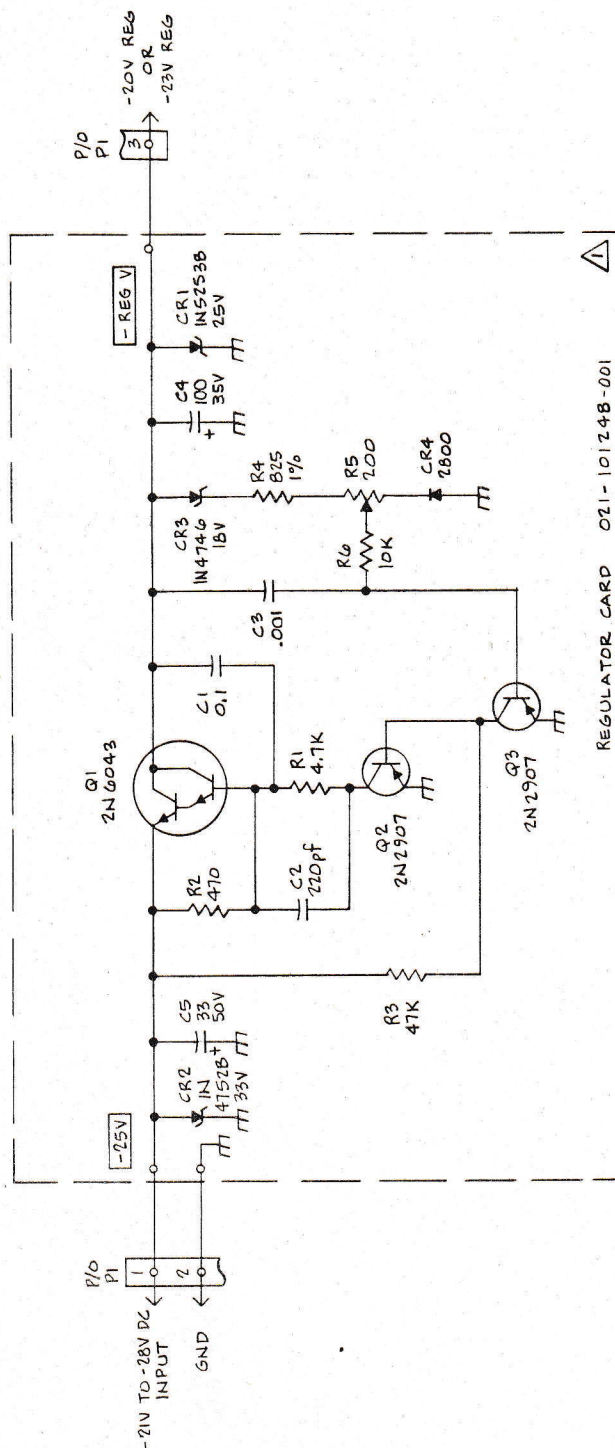 -21V TO -28V DC
INPUT
GND
P/O
P1
1
2
-25V
CR2
1N
4752B
33V
+
C5
33
50V
R2
470
C2
220pf
R3
47K
Q1
2N6043
C1
0.1
R1
4.7K
Q2
2N2907
C3
.001
Q3
2N2907
CR3
1N4746
18V
R4
825
1%
R5
200
R6
10K
CR4
2800
C4
100
35V
+
CR1
1N5253B
25V
-REG V
P/O
P1
3
-20V REG
OR
-23V REG
REGULATOR CARD 021-101248-001
1